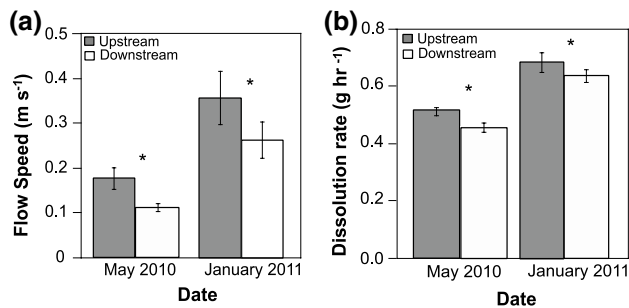 (a)
Flow Speed (m s-1)
0.5
0.4
0.3
0.2
0.1
0
Upstream
Downstream
*
*
May 2010 January 2011
Date
(b)
Dissolution rate (g hr -1)
0.8
0.6
0.4
0.2
0.0
Upstream
Downstream
*
*
May 2010 January 2011
Date